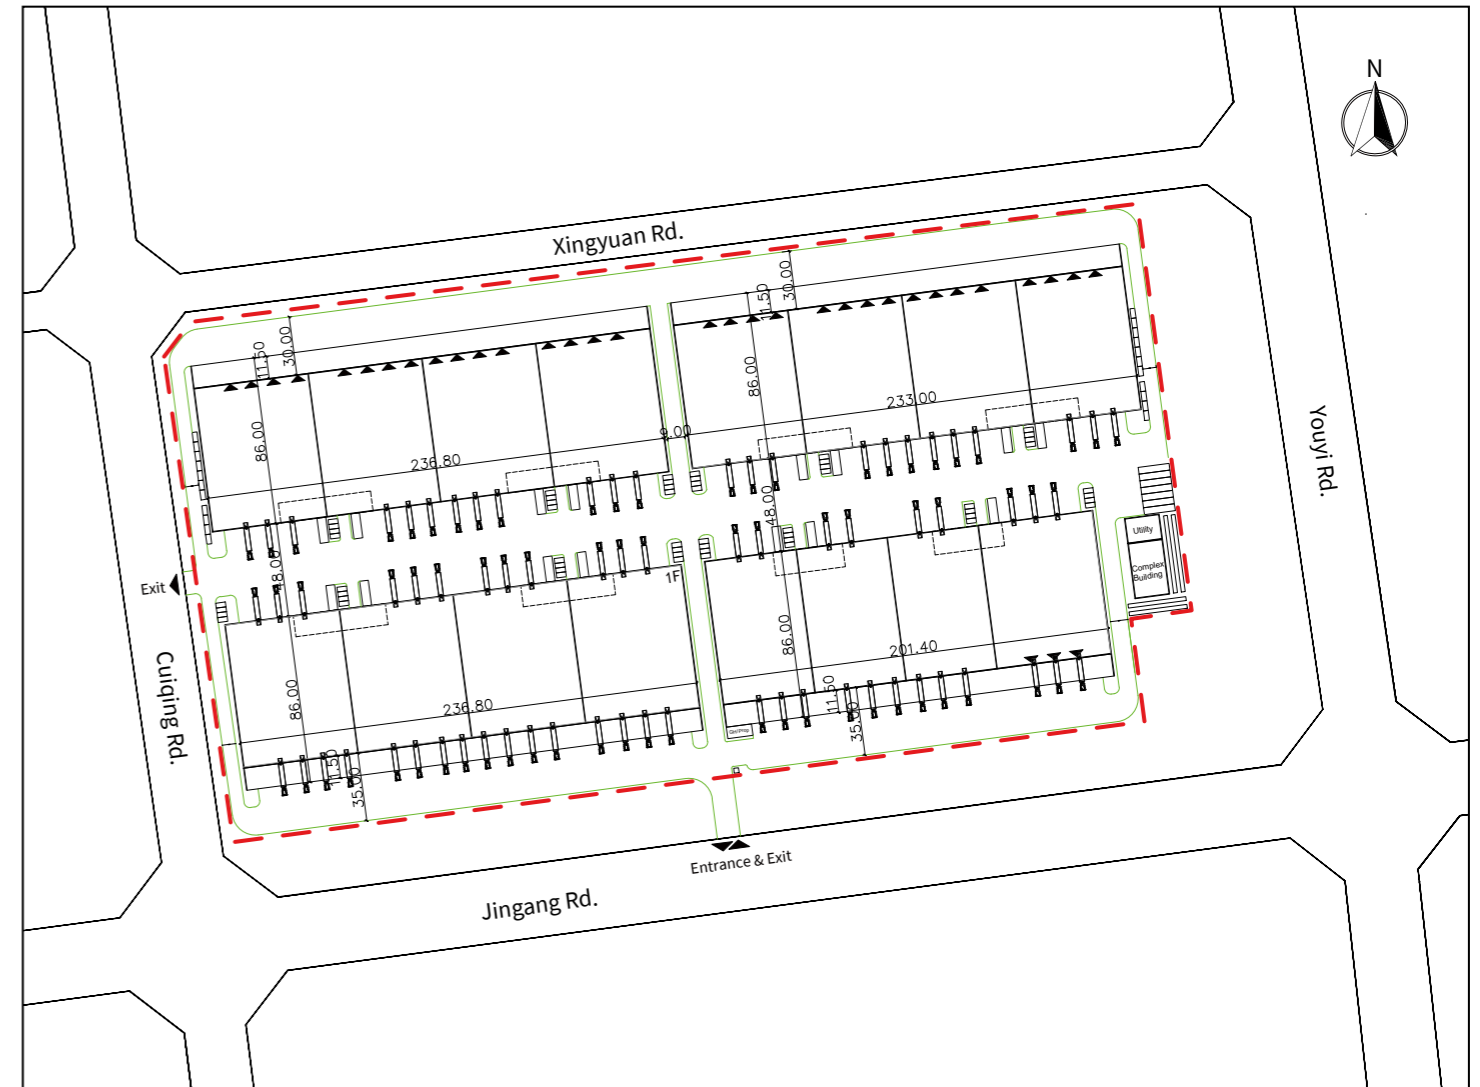 N
Xingyuan Rd.
30.00
11.50
30.00
11.50
86.00
86.00
233.00
9.00
236.80
48.00
48.00
Utility
Complex
Building
Exit
1F
Youyi Rd.
86.00
86.00
201.40
236.80
Cuiqing Rd.
11.50
35.00
11.50
35.00
Entrance & Exit
Jingang Rd.